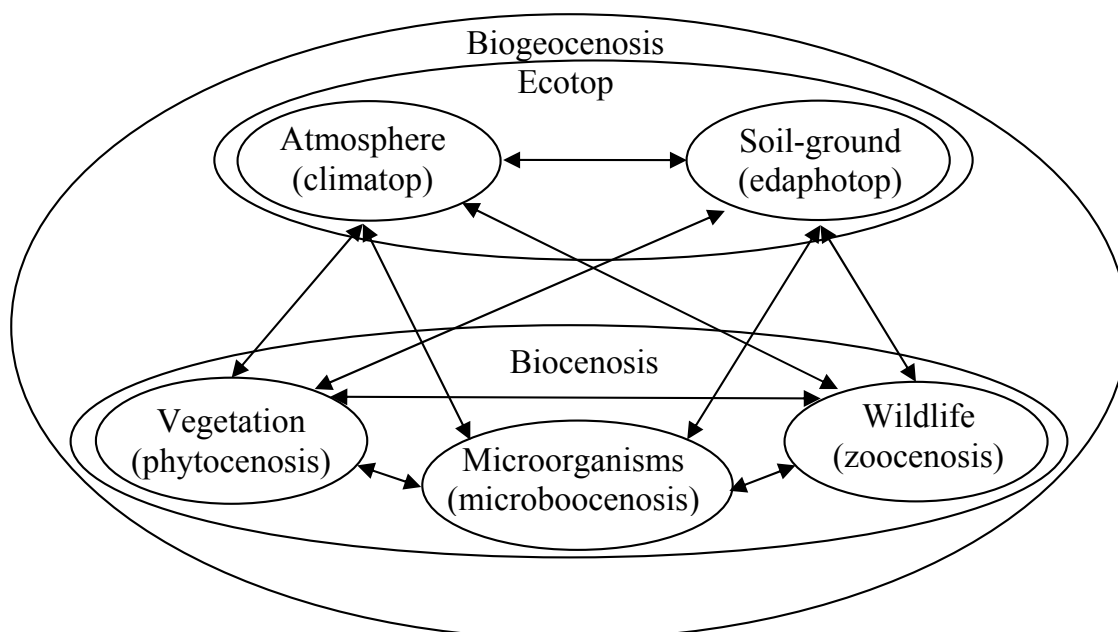 Biogeocenosis
Ecotop
Atmosphere
(climatop)
Soil-ground
(edaphotop)
Biocenosis
Vegetation
(phytocenosis)
Microorganisms
(microboocenosis)
Wildlife
(zoocenosis)